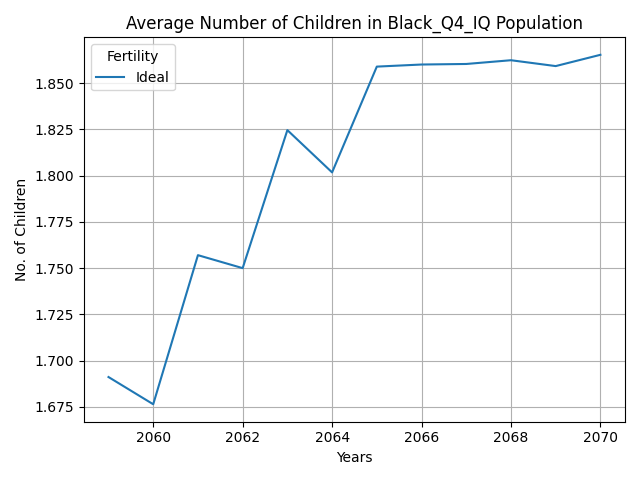 Average Number of Children in Black_Q4_IQ Population
Fertility
Ideal
No. of Children
1.850
1.825
1.800
1.775
1.750
1.725
1.700
1.675
2060 2062 2064 2066 2068 2070
Years